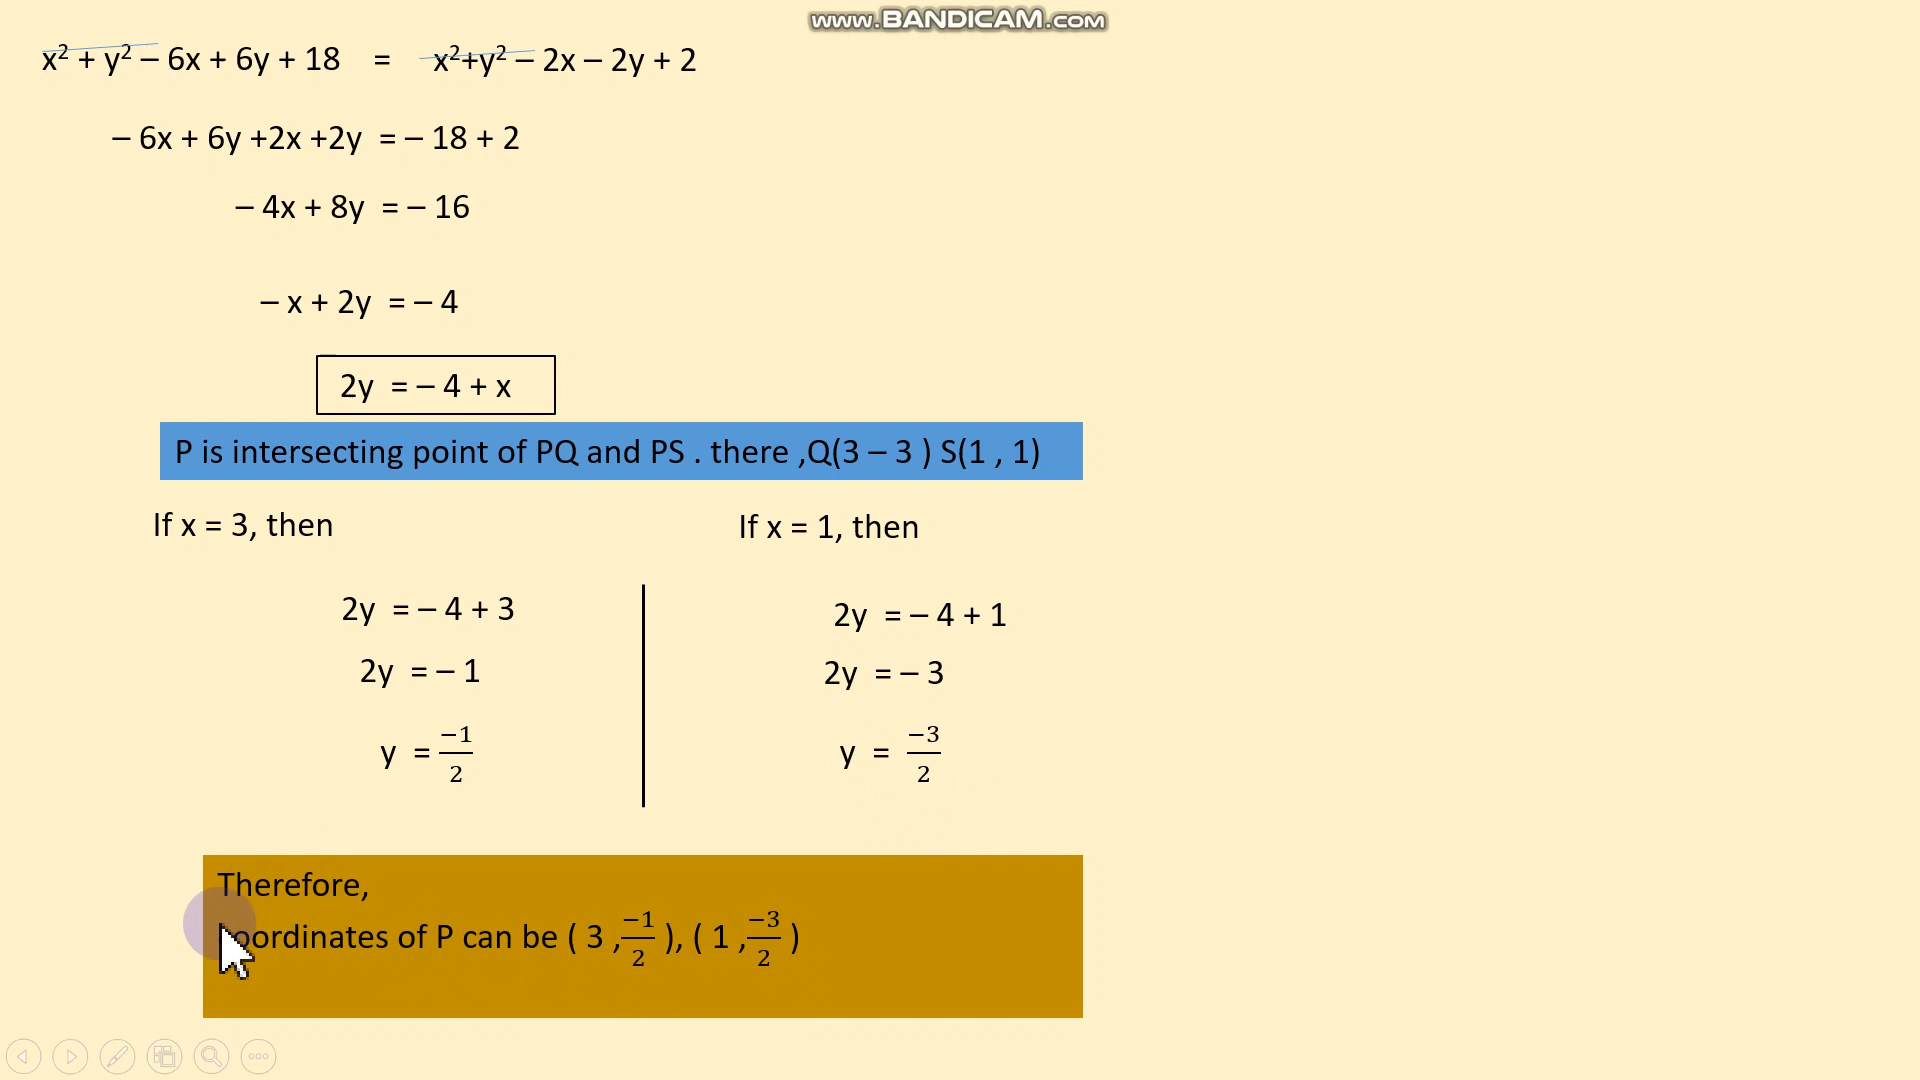 www.BANDICAM.com
x² + y² – 6x + 6y + 18 = x²+y² – 2x – 2y + 2
– 6x + 6y +2x +2y = – 18 + 2
– 4x + 8y = – 16
– x + 2y = – 4
2y = – 4 + x
P is intersecting point of PQ and PS . there ,Q(3 – 3 ) S(1 , 1)
If x = 3, then
2y = – 4 + 3
2y = – 1
y = −1/2
If x = 1, then
2y = – 4 + 1
2y = – 3
y = −3/2
Therefore,
coordinates of P can be ( 3 ,−1/2 ), ( 1 ,−3/2 )